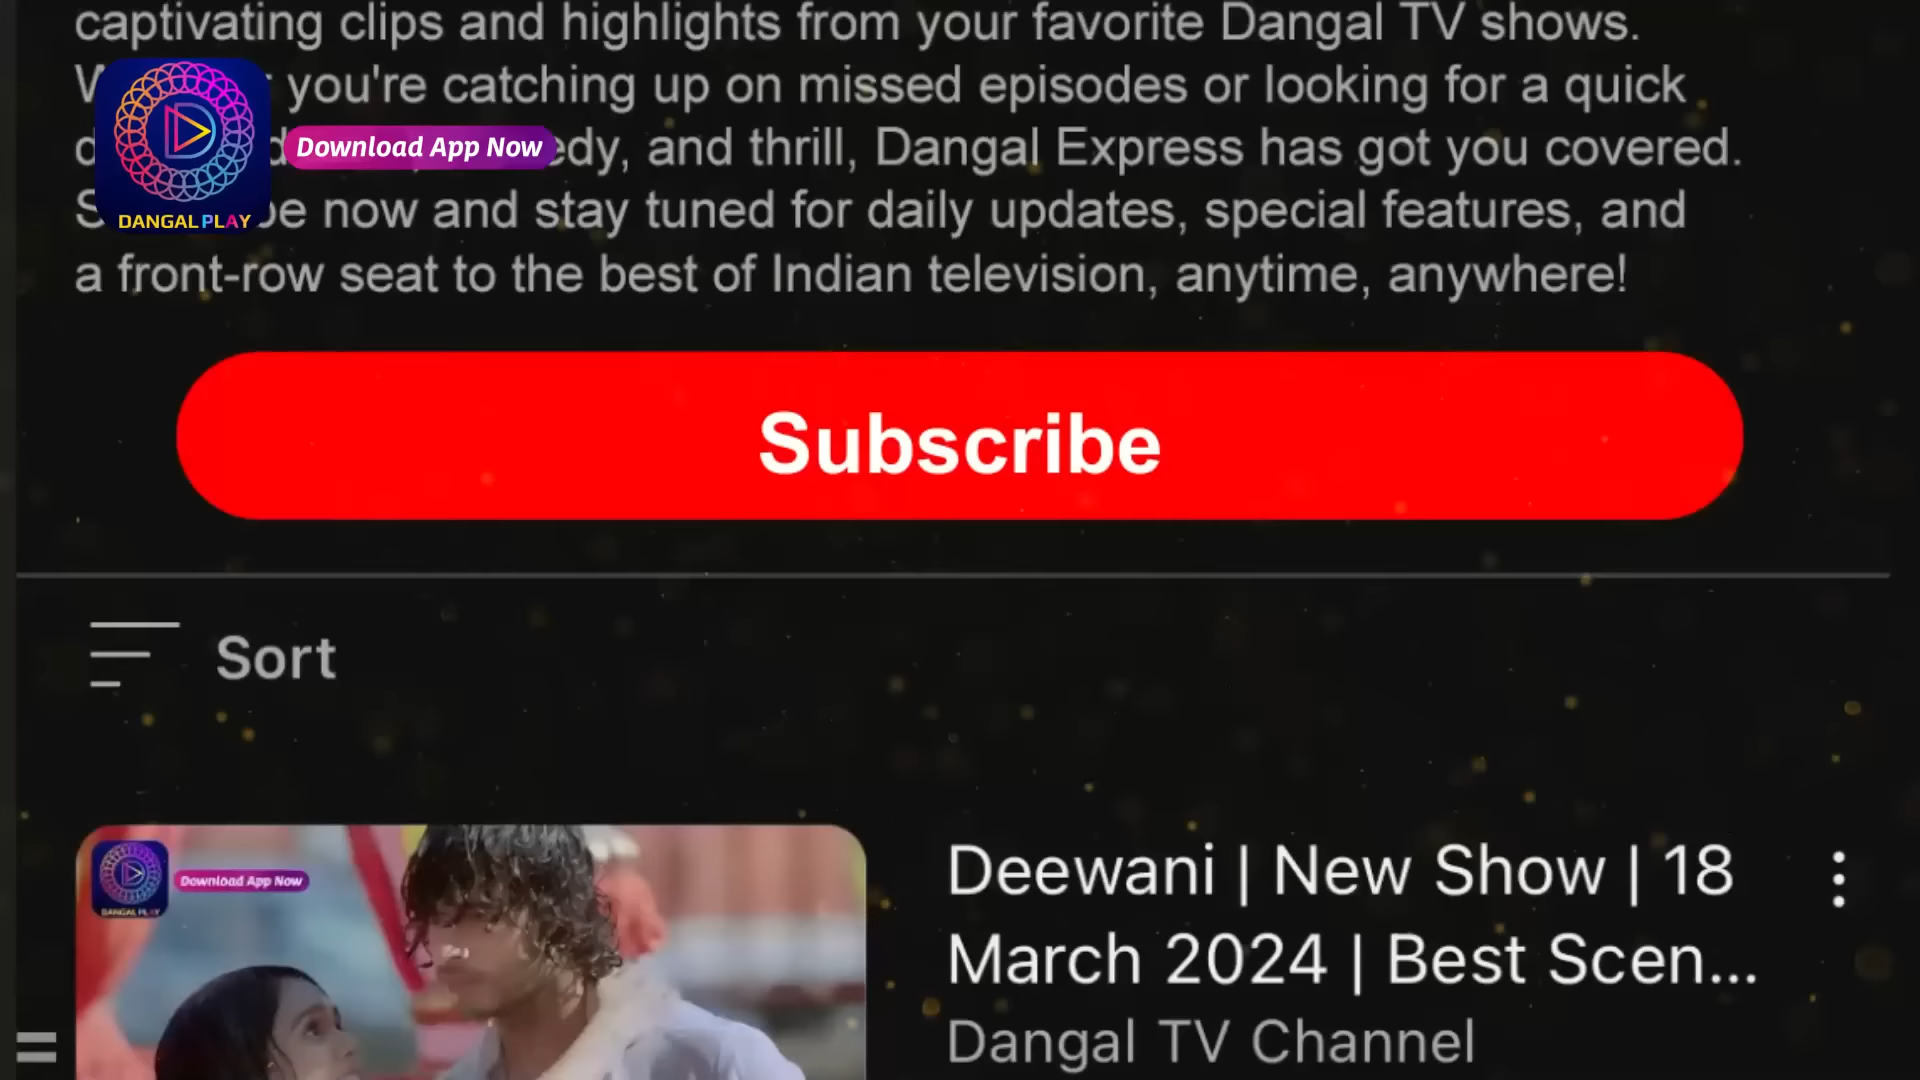 captivating clips and highlights from your favorite Dangal TV shows.
you're catching up on missed episodes or looking for a quick
edy, and thrill, Dangal Express has got you covered.
be now and stay tuned for daily updates, special features, and
a front-row seat to the best of Indian television, anytime, anywhere!
Download App Now
DANGAL PLAY
Subscribe
Sort
Download App Now
DANGAL PLAY
Deewani | New Show | 18
March 2024 | Best Scen...
Dangal TV Channel